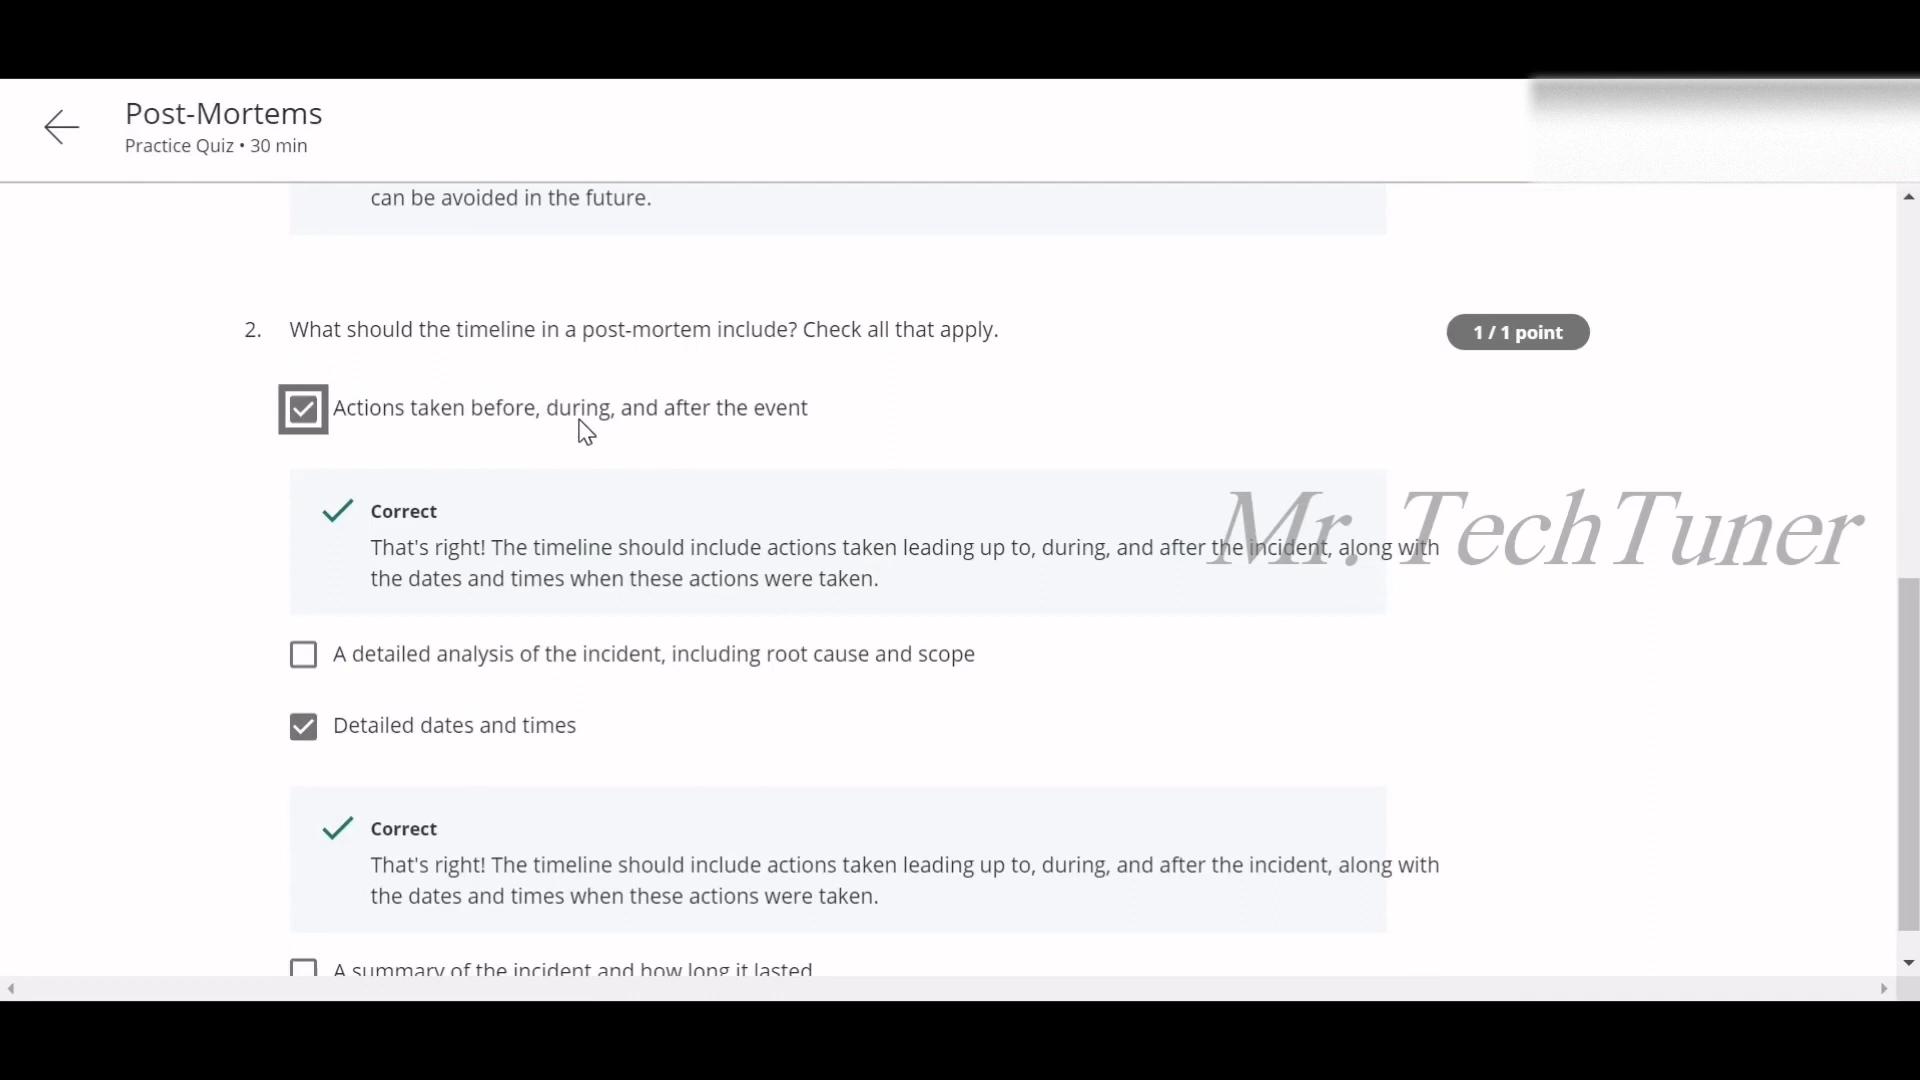 Post-Mortems
Practice Quiz • 30 min
can be avoided in the future.
2. What should the timeline in a post-mortem include? Check all that apply.
1 / 1 point
Actions taken before, during, and after the event
Correct
That's right! The timeline should include actions taken leading up to, during, and after the incident, along with
the dates and times when these actions were taken.
Mr. TechTuner
A detailed analysis of the incident, including root cause and scope
Detailed dates and times
Correct
That's right! The timeline should include actions taken leading up to, during, and after the incident, along with
the dates and times when these actions were taken.
A summary of the incident and how long it lasted